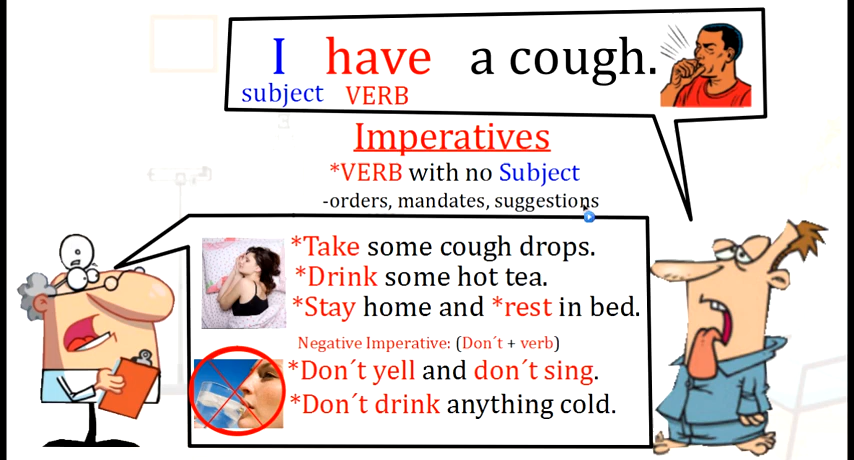 I have a cough.
subject VERB
Imperatives
*VERB with no Subject
-orders, mandates, suggestions
*Take some cough drops.
*Drink some hot tea.
*Stay home and *rest in bed.
Negative Imperative: (Don´t + verb)
*Don´t yell and don´t sing.
*Don´t drink anything cold.